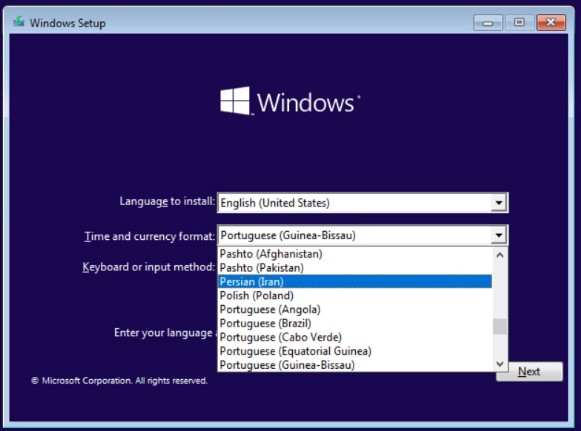 Windows Setup
Windows
Language to install: English (United States)
Time and currency format: Portuguese (Guinea-Bissau)
Keyboard or input method:
Pashto (Afghanistan)
Pashto (Pakistan)
Persian (Iran)
Polish (Poland)
Portuguese (Angola)
Portuguese (Brazil)
Portuguese (Cabo Verde)
Portuguese (Equatorial Guinea)
Portuguese (Guinea-Bissau)
Enter your language
Next
© Microsoft Corporation. All rights reserved.